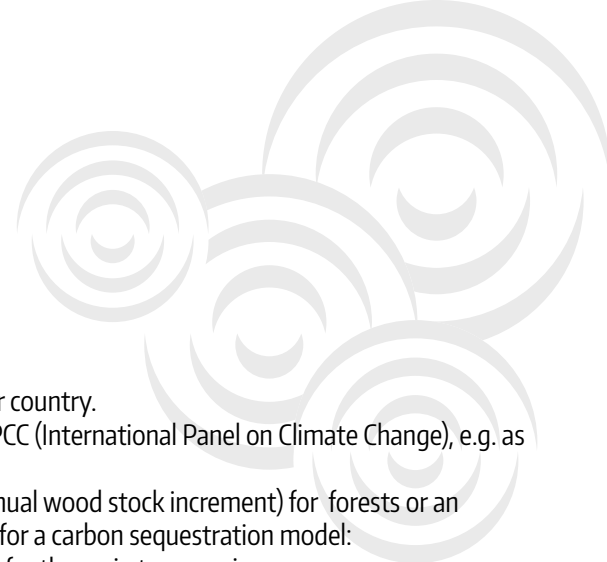 r country.
PCC (International Panel on Climate Change), e.g. as
nual wood stock increment) for forests or an
for a carbon sequestration model: